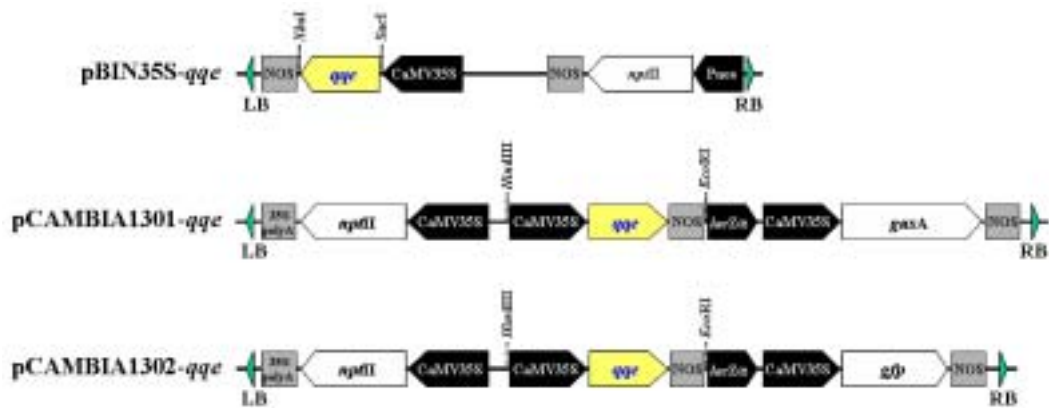 XbaI SacI
pBIN35S-qqe NOS qqe CaMV35S NOS nptII Pnos
LB RB
HindIII EcoRI
pCAMBIA1301-qqe 35S polyA nptII CaMV35S CaMV35S qqe NOS lacZα CaMV35S gusA NOS
LB RB
HindIII EcoRI
pCAMBIA1302-qqe 35S polyA nptII CaMV35S CaMV35S qqe NOS lacZα CaMV35S gfp NOS
LB RB